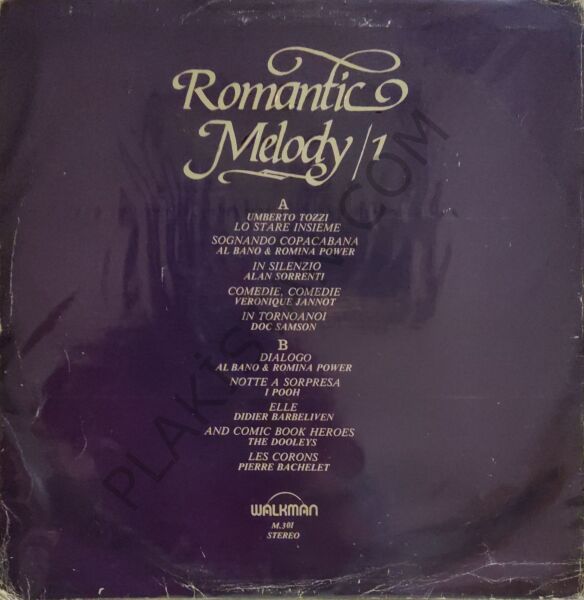 Romantic
Melody/1
A
UMBERTO TOZZI
LO STARE INSIEME
SOGNANDO COPACABANA
AL BANO & ROMINA POWER
IN SILENZIO
ALAN SORRENTI
COMEDIE, COMEDIE
VERONIQUE JANNOT
IN TORNOANOI
DOC SAMSON
B
DIALOGO
AL BANO & ROMINA POWER
NOTTE A SORPRESA
I POOH
ELLE
DIDIER BARBELIVEN
AND COMIC BOOK HEROES
THE DOOLEYS
LES CORONS
PIERRE BACHELET
WALKMAN
M.301
STEREO